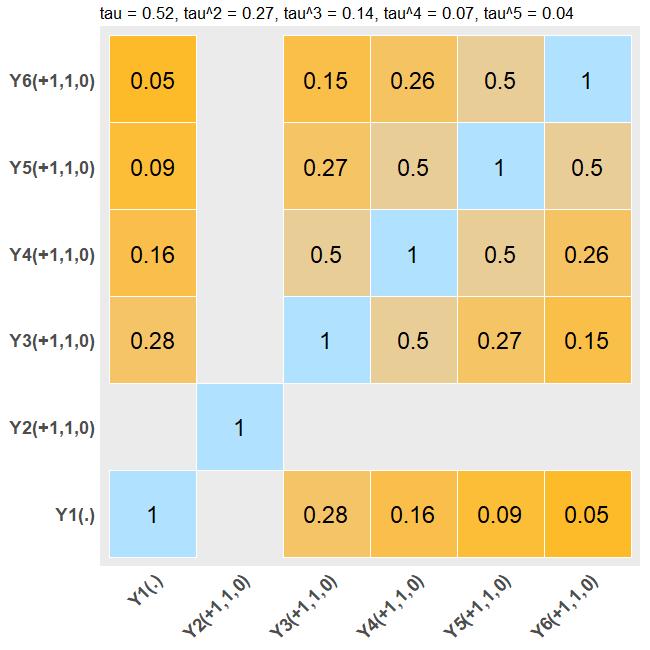 tau = 0.52, tau^2 = 0.27, tau^3 = 0.14, tau^4 = 0.07, tau^5 = 0.04
Y6(+1,1,0) 0.05 0.15 0.26 0.5 1
Y5(+1,1,0) 0.09 0.27 0.5 1 0.5
Y4(+1,1,0) 0.16 0.5 1 0.5 0.26
Y3(+1,1,0) 0.28 1 0.5 0.27 0.15
Y2(+1,1,0) 1
Y1(.) 1 0.28 0.16 0.09 0.05
Y1(.) Y2(+1,1,0) Y3(+1,1,0) Y4(+1,1,0) Y5(+1,1,0) Y6(+1,1,0)